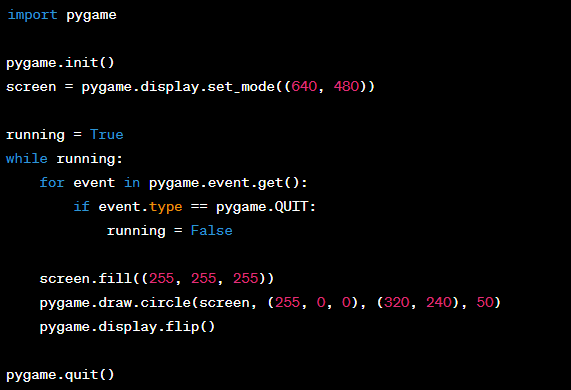 import pygame

pygame.init()
screen = pygame.display.set_mode((640, 480))

running = True
while running:
    for event in pygame.event.get():
        if event.type == pygame.QUIT:
            running = False

    screen.fill((255, 255, 255))
    pygame.draw.circle(screen, (255, 0, 0), (320, 240), 50)
    pygame.display.flip()

pygame.quit()